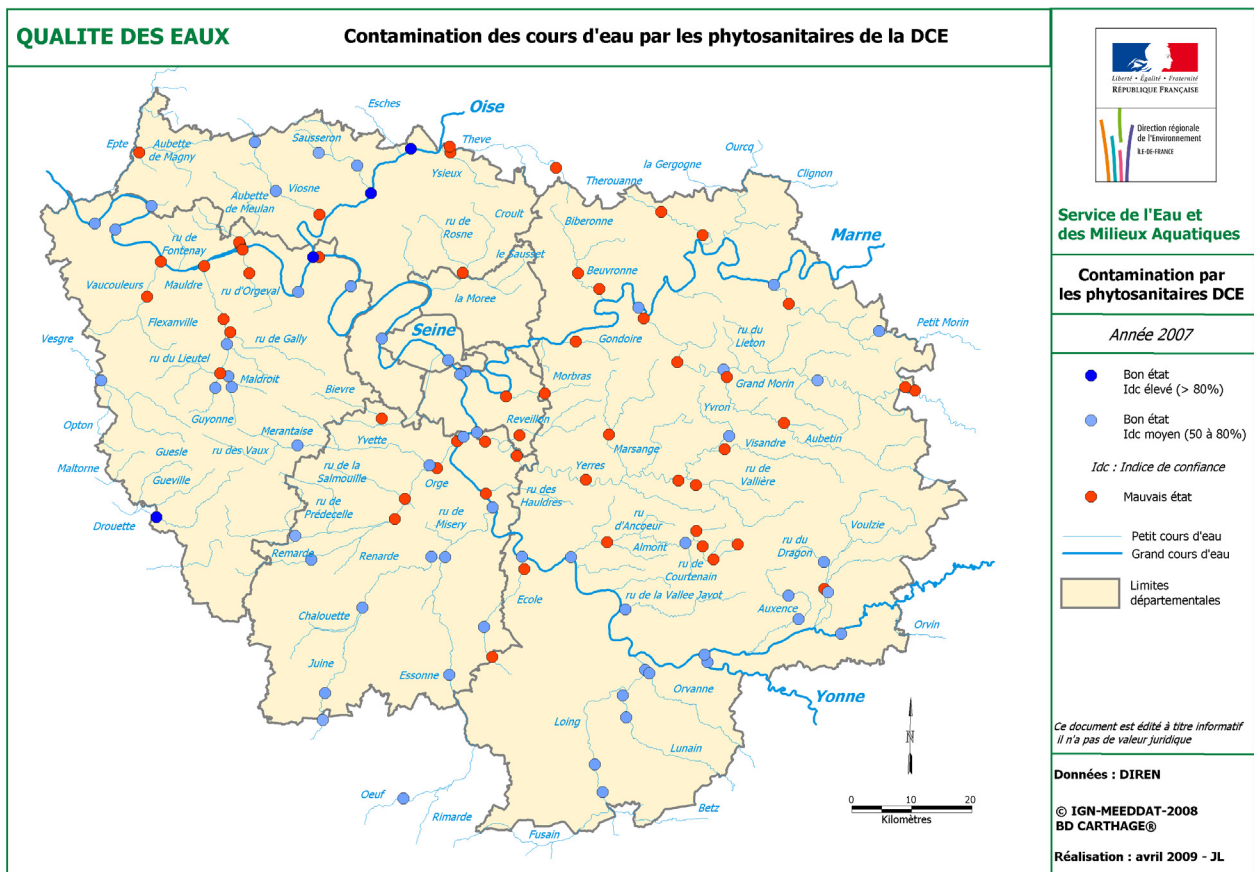 QUALITE DES EAUX
Contamination des cours d'eau par les phytosanitaires de la DCE
Esches
Oise
Theve
Epte
Aubette
de Magny
Sausseron
Ysieux
Ourcq
la Gergogne
Clignon
Therouanne
Viosne
Aubette
de Meulan
Croult
ru de
Rosne
Biberonne
ru de
Fontenay
le Sausset
Marne
Beuvronne
Vaucouleurs
Mauldre
ru d'Orgeval
la Moree
Flexanville
Seine
Petit Morin
Vesgre
ru de Gally
Gondoire
ru du
Lieton
ru du Lieutel
Maldroit
Bievre
Morbras
Grand Morin
Guyonne
Opton
Merantaise
Yvron
Reveillon
Yvette
Aubetin
Guesle
ru des Vaux
Visandre
Marsange
Maltorne
Gueville
ru de la
Salmouille
Orge
Yerres
ru de
Vallière
ru des
Hauldres
ru de
Prédecelle
ru de
Misery
Drouette
ru
d'Ancoeur
Voulzie
Remarde
Renarde
Almont
ru du
Dragon
ru de
Courtenain
Ecole
ru de la Vallee Javot
Chalouette
Auxence
Orvin
Juine
Essonne
Orvanne
Yonne
Loing
Lunain
Oeuf
Rimarde
Betz
Fusain
N
0 10 20
Kilomètres
Liberté • Égalité • Fraternité
RÉPUBLIQUE FRANÇAISE
Direction régionale
de l'Environnement
ÎLE-DE-FRANCE
Service de l'Eau et
des Milieux Aquatiques
Contamination par
les phytosanitaires DCE
Année 2007
Bon état
Idc élevé (> 80%)
Bon état
Idc moyen (50 à 80%)
Idc : Indice de confiance
Mauvais état
Petit cours d'eau
Grand cours d'eau
Limites
départementales
Ce document est édité à titre informatif
il n'a pas de valeur juridique
Données : DIREN
© IGN-MEEDDAT-2008
BD CARTHAGE®
Réalisation : avril 2009 - JL